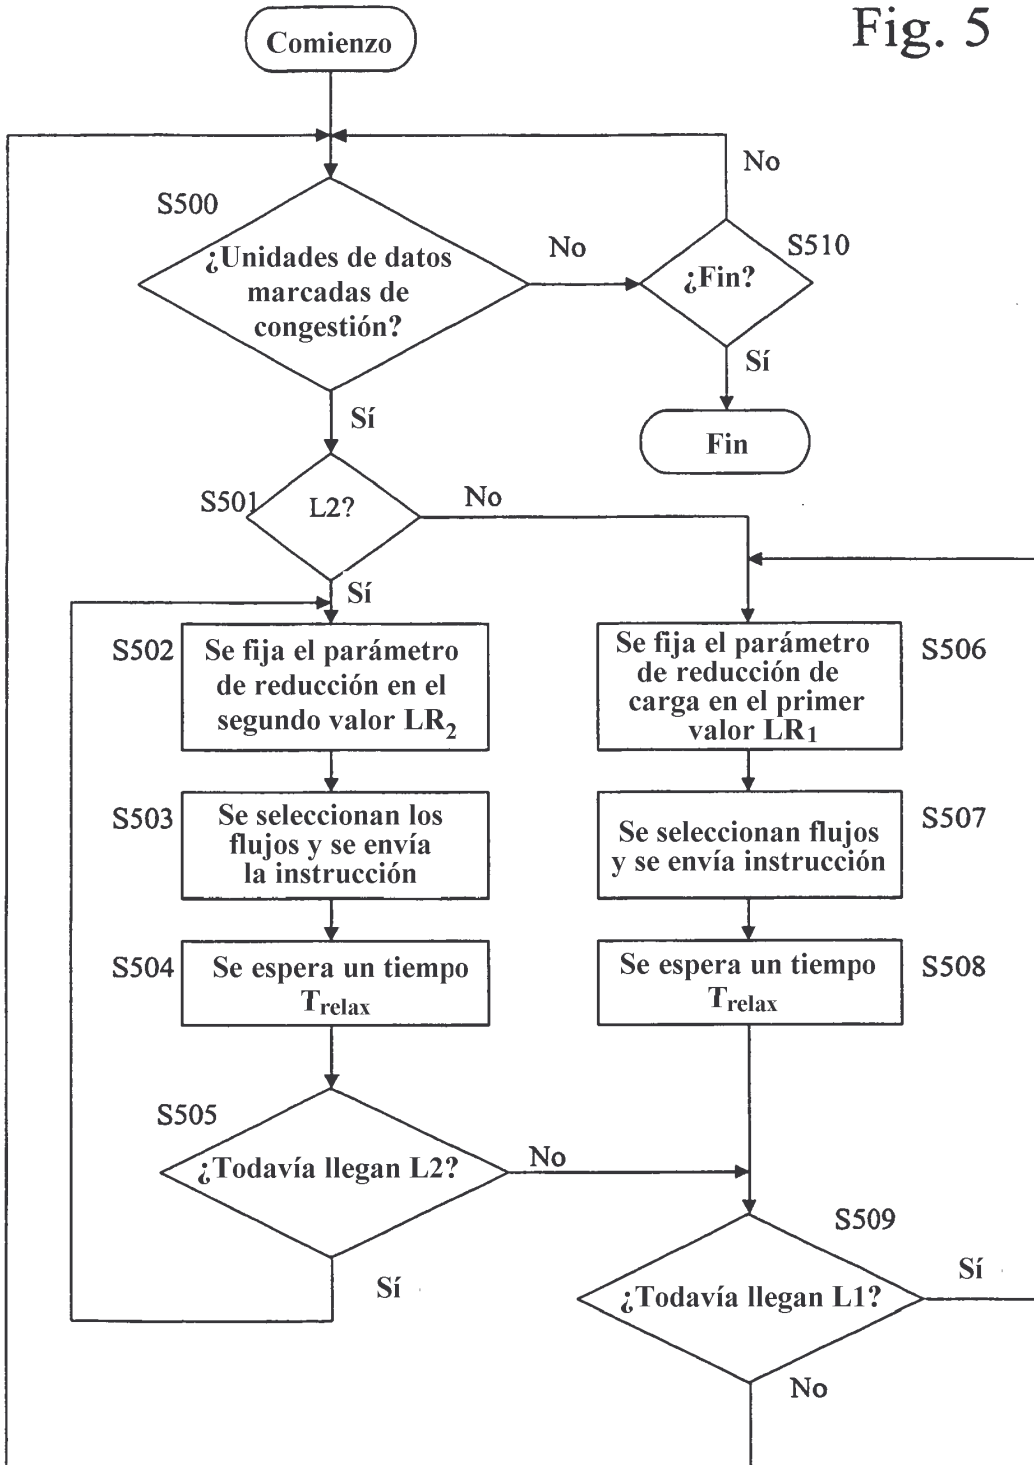 Fig. 5
Comienzo
No
S500
S510
¿Unidades de datos
marcadas de
congestión?
No
¿Fin?
Sí
Sí
Fin
S501
L2?
No
Sí
S502
Se fija el parámetro
de reducción en el
segundo valor LR2
Se fija el parámetro
de reducción de
carga en el primer
valor LR1
S506
S503
Se seleccionan los
flujos y se envía
la instrucción
Se seleccionan flujos
y se envía instrucción
S507
S504
Se espera un tiempo
Trelax
Se espera un tiempo
Trelax
S508
S505
¿Todavía llegan L2?
No
Sí
S509
¿Todavía llegan L1?
Sí
No